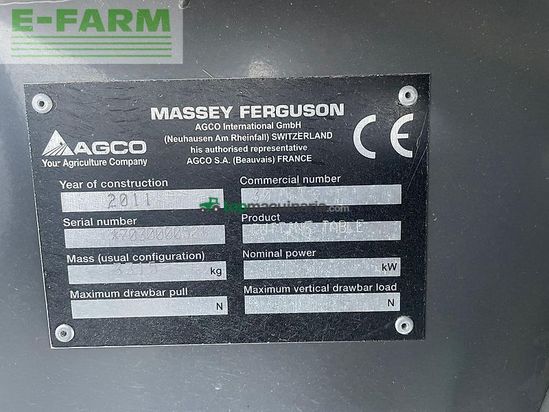 E-FARM
MASSEY FERGUSON
AGCO International GmbH
(Neuhausen Am Rheinfall) SWITZERLAND
his authorised representative
AGCO S.A. (Beauvais) FRANCE
AGCO
Your Agriculture Company
CE
Year of construction
2011
Commercial number
Serial number
Product
CUTTING TABLE
Mass (usual configuration)
kg
Nominal power
kW
Maximum drawbar pull
N
Maximum vertical drawbar load
N